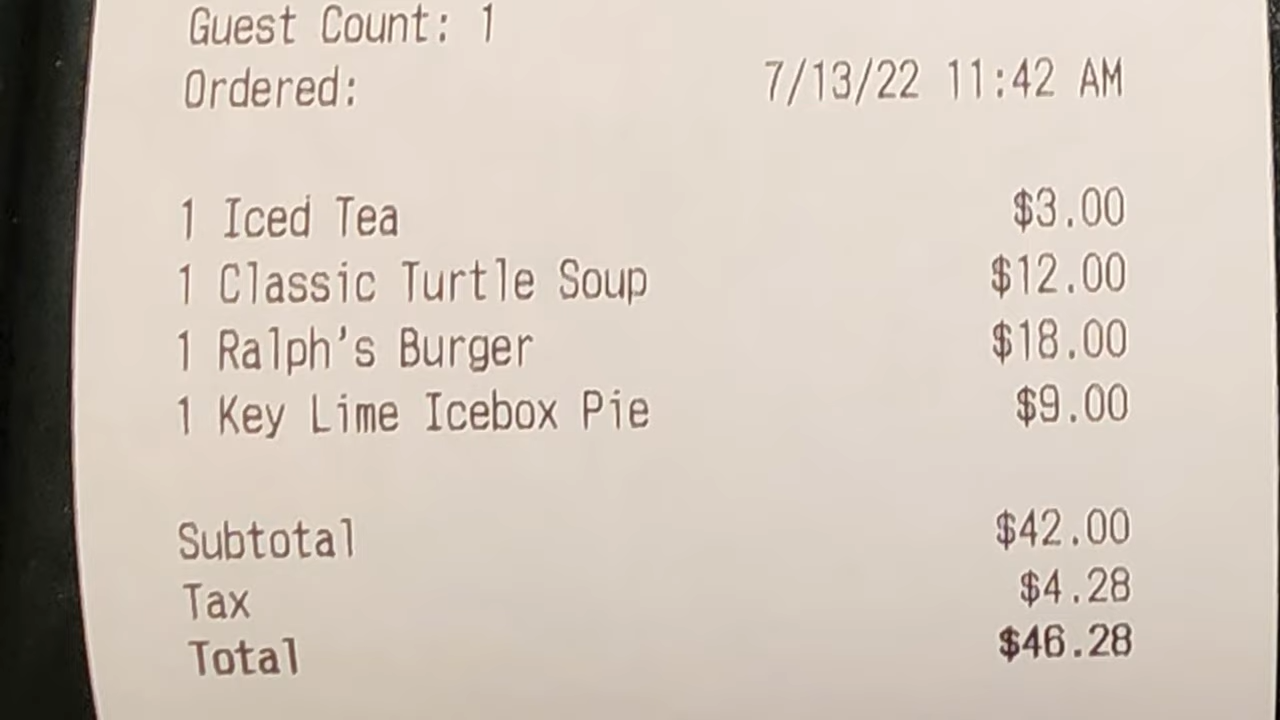 Guest Count: 1
Ordered: 7/13/22 11:42 AM
1 Iced Tea $3.00
1 Classic Turtle Soup $12.00
1 Ralph's Burger $18.00
1 Key Lime Icebox Pie $9.00
Subtotal $42.00
Tax $4.28
Total $46.28